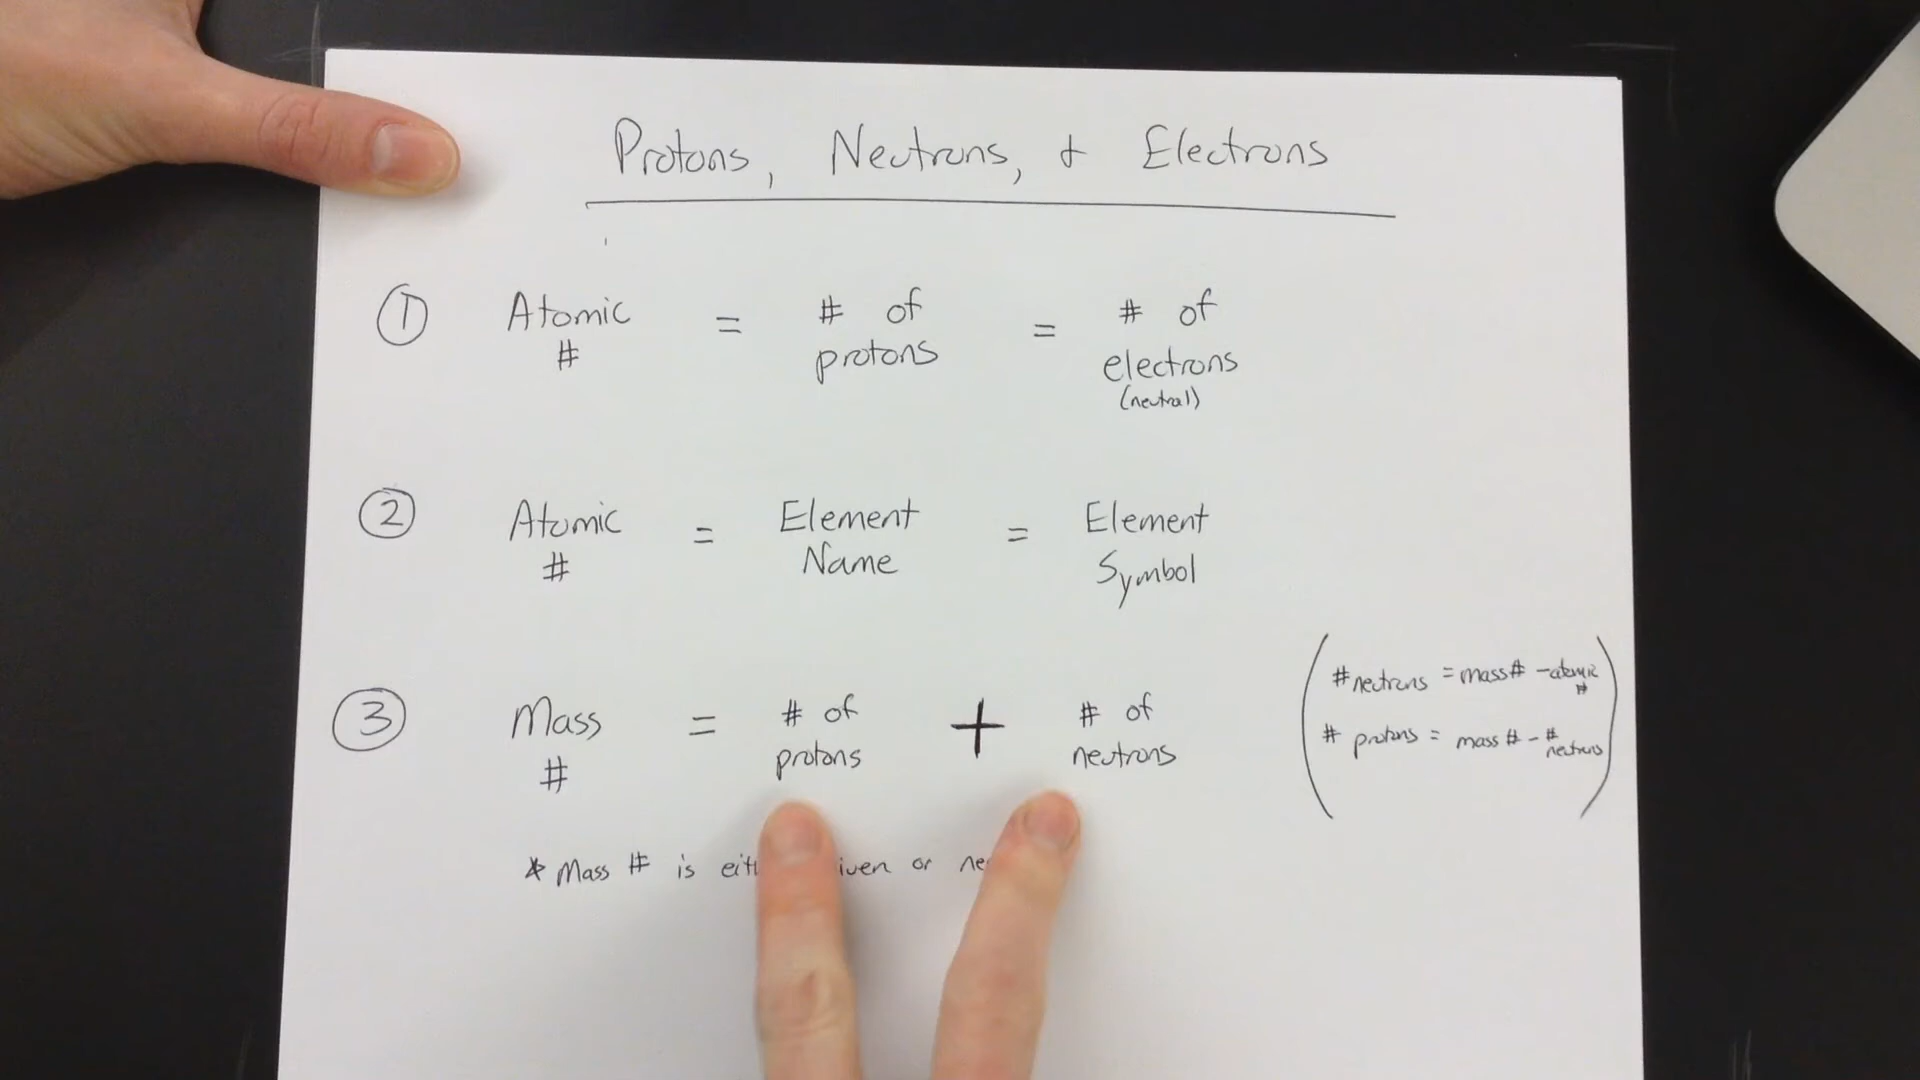 Protons, Neutrons, & Electrons
① Atomic # = # of protons = # of electrons (neutral)
② Atomic # = Element Name = Element Symbol
③ Mass # = # of protons + # of neutrons
(#neutrons = mass# - atomic #
# protons = mass # - # neutrons)
* Mass # is or